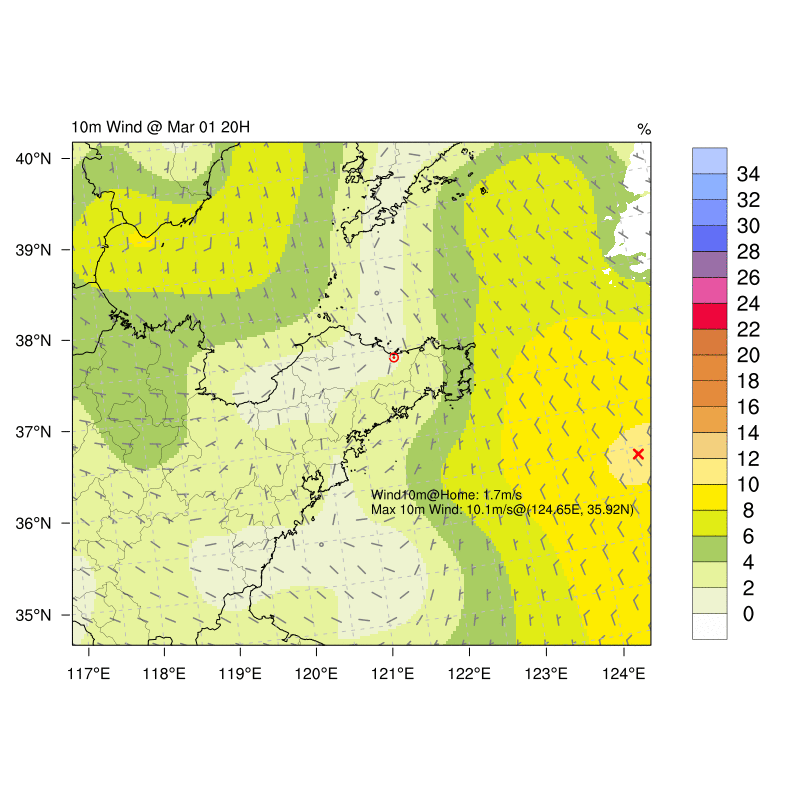 10m Wind @ Mar 01 20H
%
40°N
39°N
38°N
37°N
36°N
35°N
117°E 118°E 119°E 120°E 121°E 122°E 123°E 124°E
Wind10m@Home: 1.7m/s
Max 10m Wind: 10.1m/s@(124.65E, 35.92N)
34
32
30
28
26
24
22
20
18
16
14
12
10
8
6
4
2
0